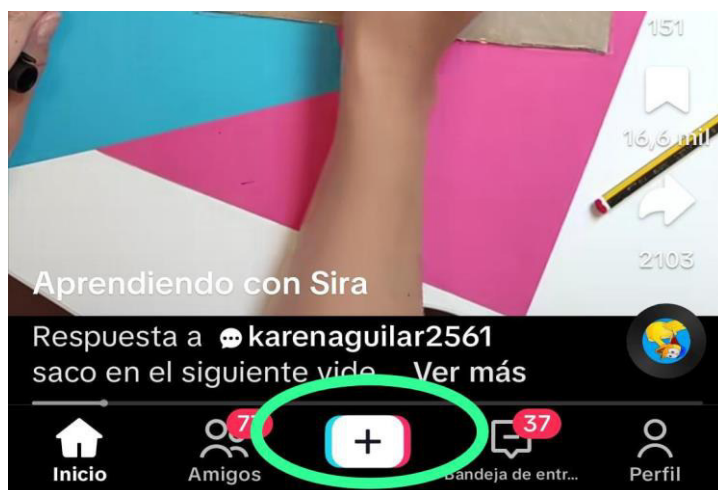 151
16,6 mil
2103
Aprendiendo con Sira
Respuesta a karenaguilar2561
saco en el siguiente vide... Ver más
77
37
Inicio
Amigos
Bandeja de entr...
Perfil